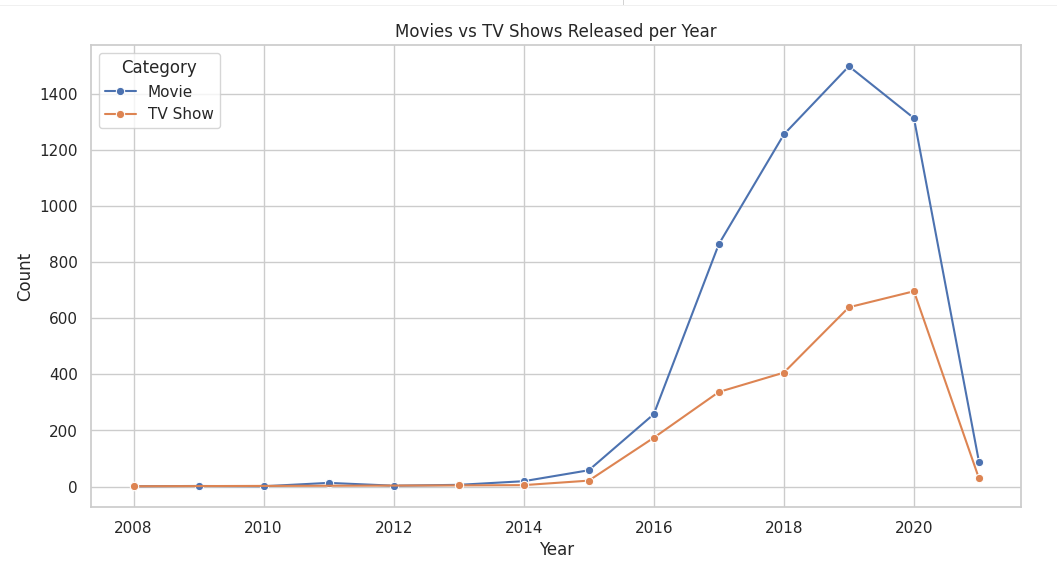 Movies vs TV Shows Released per Year
Category
Movie
TV Show
1400
1200
1000
800
600
400
200
0
Count
2008 2010 2012 2014 2016 2018 2020
Year